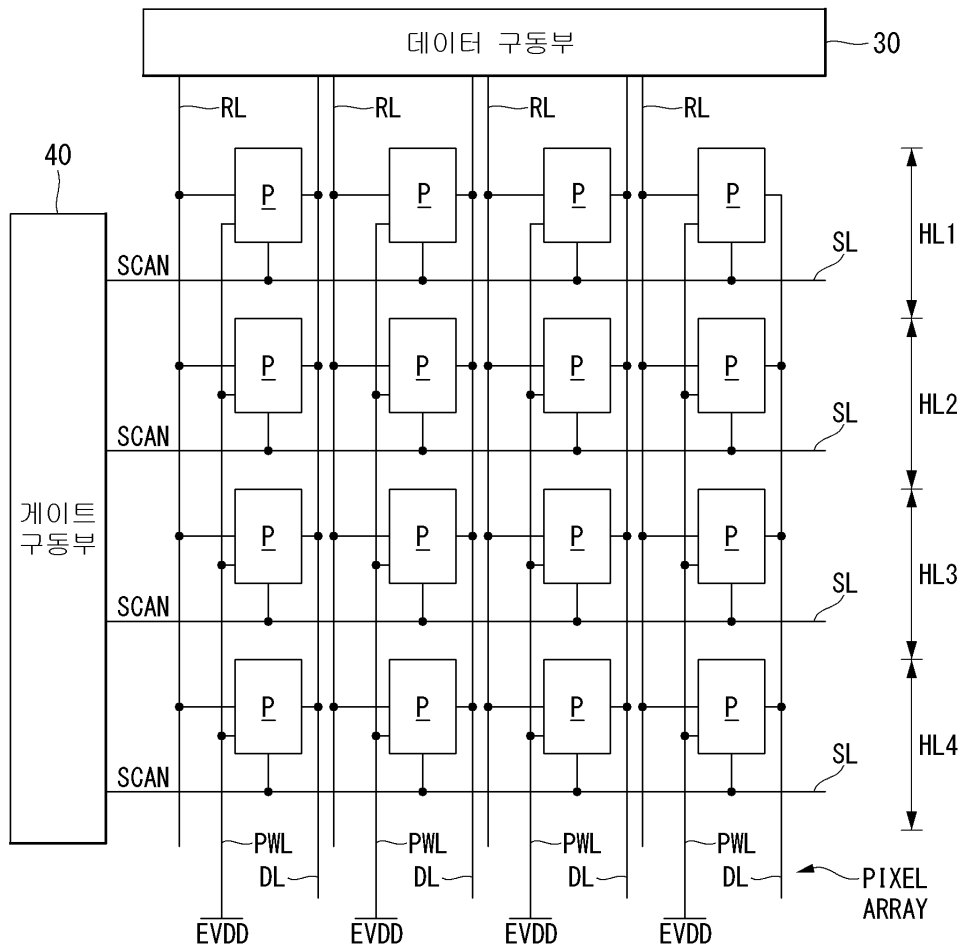 데이터 구동부
30
RL
RL
RL
RL
40
P
P
P
P
HL1
SCAN
SL
P
P
P
P
HL2
SCAN
SL
게이트
구동부
P
P
P
P
HL3
SCAN
SL
P
P
P
P
HL4
SCAN
SL
PWL
PWL
PWL
PWL
DL
DL
DL
DL
PIXEL
ARRAY
EVDD
EVDD
EVDD
EVDD